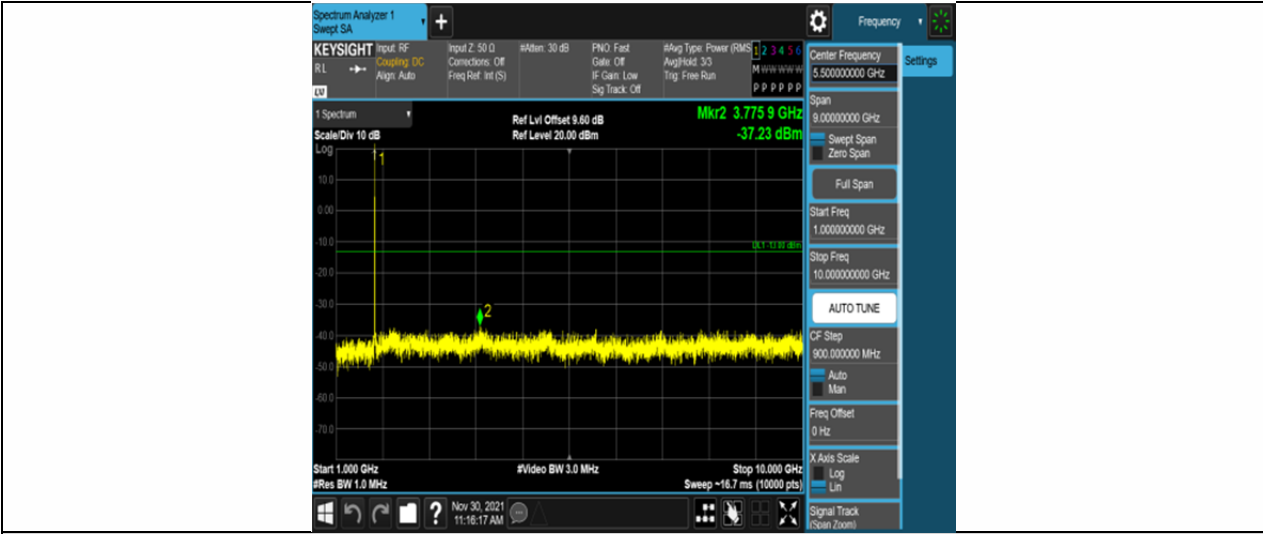 Spectrum Analyzer 1
Swept SA
+
Frequency
KEYSIGHT
Input: RF
Coupling: DC
Align: Auto
RL
LV
Input Z: 50 Ω
Corrections: Off
Freq Ref: Int (S)
#Atten: 30 dB
PNO: Fast
Gate: Off
IF Gain: Low
Sig Track: Off
#Avg Type: Power (RMS
Avg|Hold: 3/3
Trig: Free Run
1 2 3 4 5 6
M W W W W W
P P P P P P
1 Spectrum
Scale/Div 10 dB
Ref Lvl Offset 9.60 dB
Ref Level 20.00 dBm
Mkr2 3.775 9 GHz
-37.23 dBm
Log
1
10.0
0.00
-10.0
DL1 -13.00 dBm
-20.0
-30.0
2
-40.0
-50.0
-60.0
-70.0
Start 1.000 GHz
#Video BW 3.0 MHz
Stop 10.000 GHz
#Res BW 1.0 MHz
Sweep ~16.7 ms (10000 pts)
?
Nov 30, 2021
11:16:17 AM
Center Frequency
5.500000000 GHz
Settings
Span
9.00000000 GHz
Swept Span
Zero Span
Full Span
Start Freq
1.000000000 GHz
Stop Freq
10.000000000 GHz
AUTO TUNE
CF Step
900.000000 MHz
Auto
Man
Freq Offset
0 Hz
X Axis Scale
Log
Lin
Signal Track
(Span Zoom)